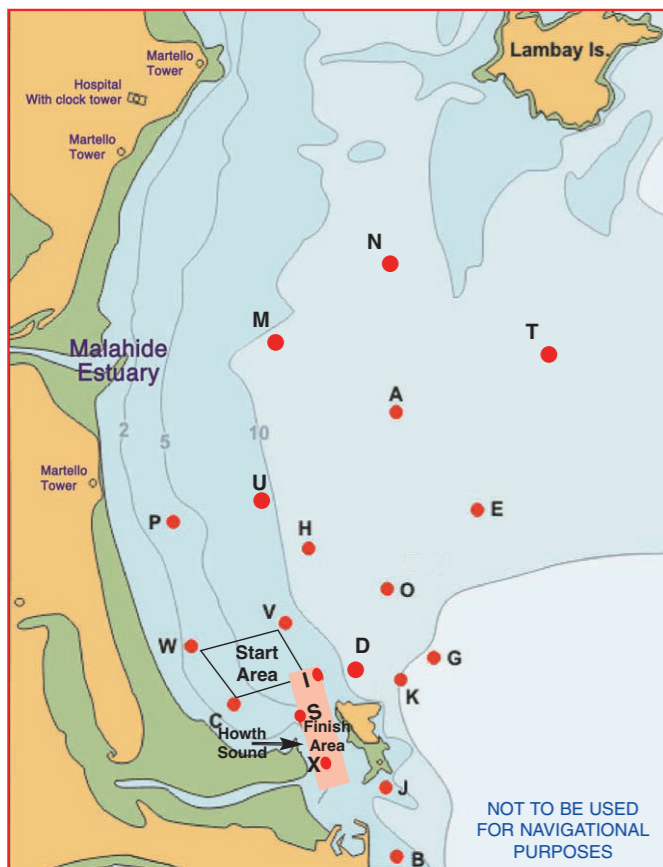 Lambay Is.
Martello
Tower
Hospital
With clock tower
Martello
Tower
N
M
T
Malahide
Estuary
A
2
5
10
Martello
Tower
U
E
P
H
O
V
W
Start
Area
D
G
I
K
C
S
Howth
Sound
Finish
Area
X
J
NOT TO BE USED
FOR NAVIGATIONAL
PURPOSES
B